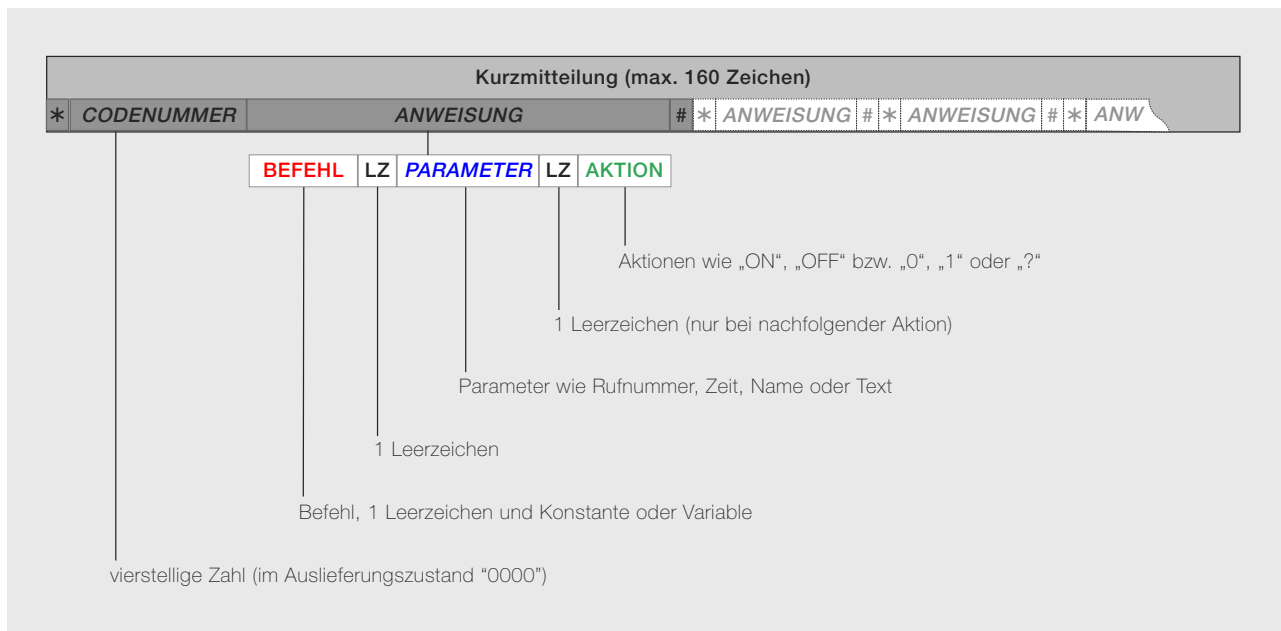 Kurzmitteilung (max. 160 Zeichen)
* CODENUMMER ANWEISUNG # * ANWEISUNG # * ANWEISUNG # * ANW
BEFEHL LZ PARAMETER LZ AKTION
Aktionen wie „ON“, „OFF“ bzw. „0“, „1“ oder „?“
1 Leerzeichen (nur bei nachfolgender Aktion)
Parameter wie Rufnummer, Zeit, Name oder Text
1 Leerzeichen
Befehl, 1 Leerzeichen und Konstante oder Variable
vierstellige Zahl (im Auslieferungszustand “0000”)